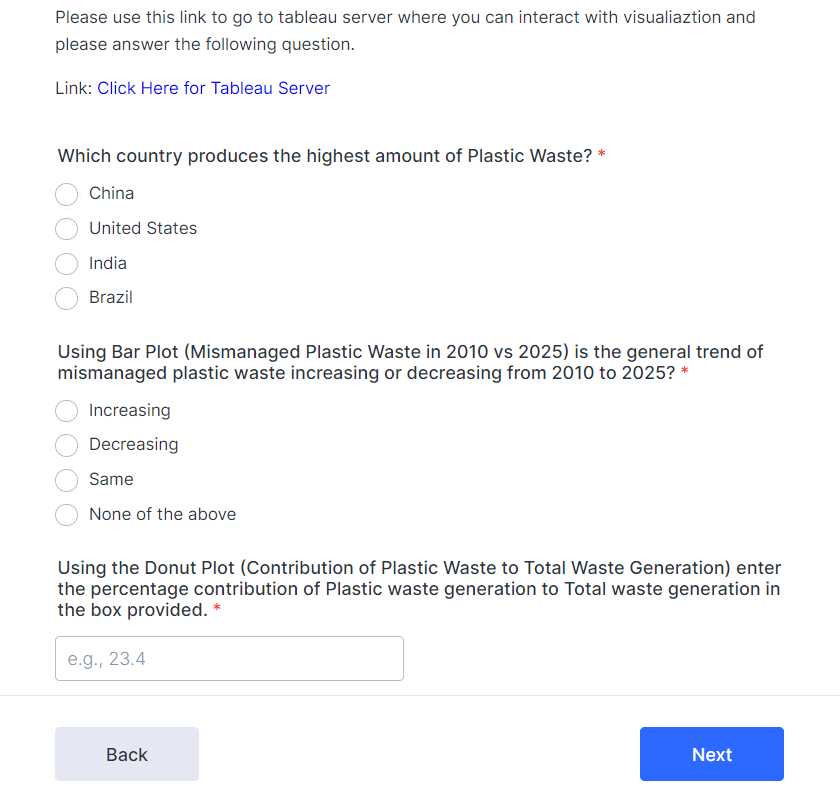 Please use this link to go to tableau server where you can interact with visualiaztion and
please answer the following question.
Link: Click Here for Tableau Server
Which country produces the highest amount of Plastic Waste? *
China
United States
India
Brazil
Using Bar Plot (Mismanaged Plastic Waste in 2010 vs 2025) is the general trend of
mismanaged plastic waste increasing or decreasing from 2010 to 2025? *
Increasing
Decreasing
Same
None of the above
Using the Donut Plot (Contribution of Plastic Waste to Total Waste Generation) enter
the percentage contribution of Plastic waste generation to Total waste generation in
the box provided. *
e.g., 23.4
Back
Next